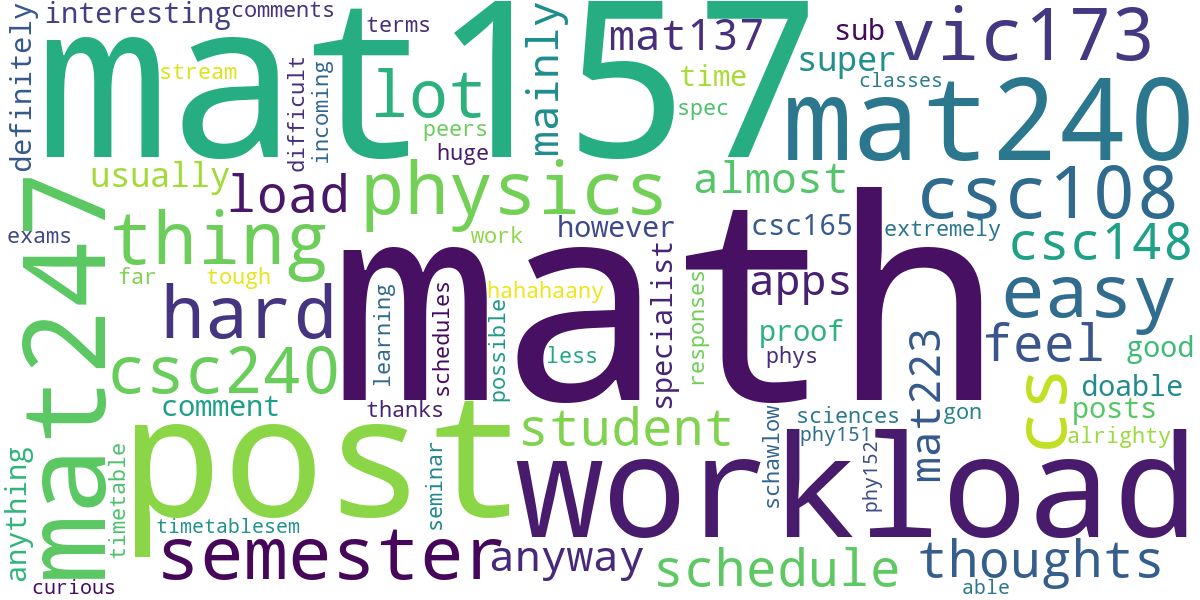 interesting
comments
terms
mat137
sub
vic173
definitely
mat157
stream
lot
mainly
time
super
classes
difficult
incoming
peers
huge
spec
mat240
usually
load
physics
almost
csc108
mat247
exams
thing
work
however
csc165
extremely
csc148
far
tough
hahahaany
specialist
apps
easy
hard
math
learning
schedules
possible
less
responses
proof
phys
mat223
feel
good
csc240
comment
thanks
student
sciences
gon
cs
doable
posts
phy151
alrighty
post
workload
schawlow
phy152
anything
timetable
seminar
timetablesem
semester
anyway
schedule
thoughts
curious
able